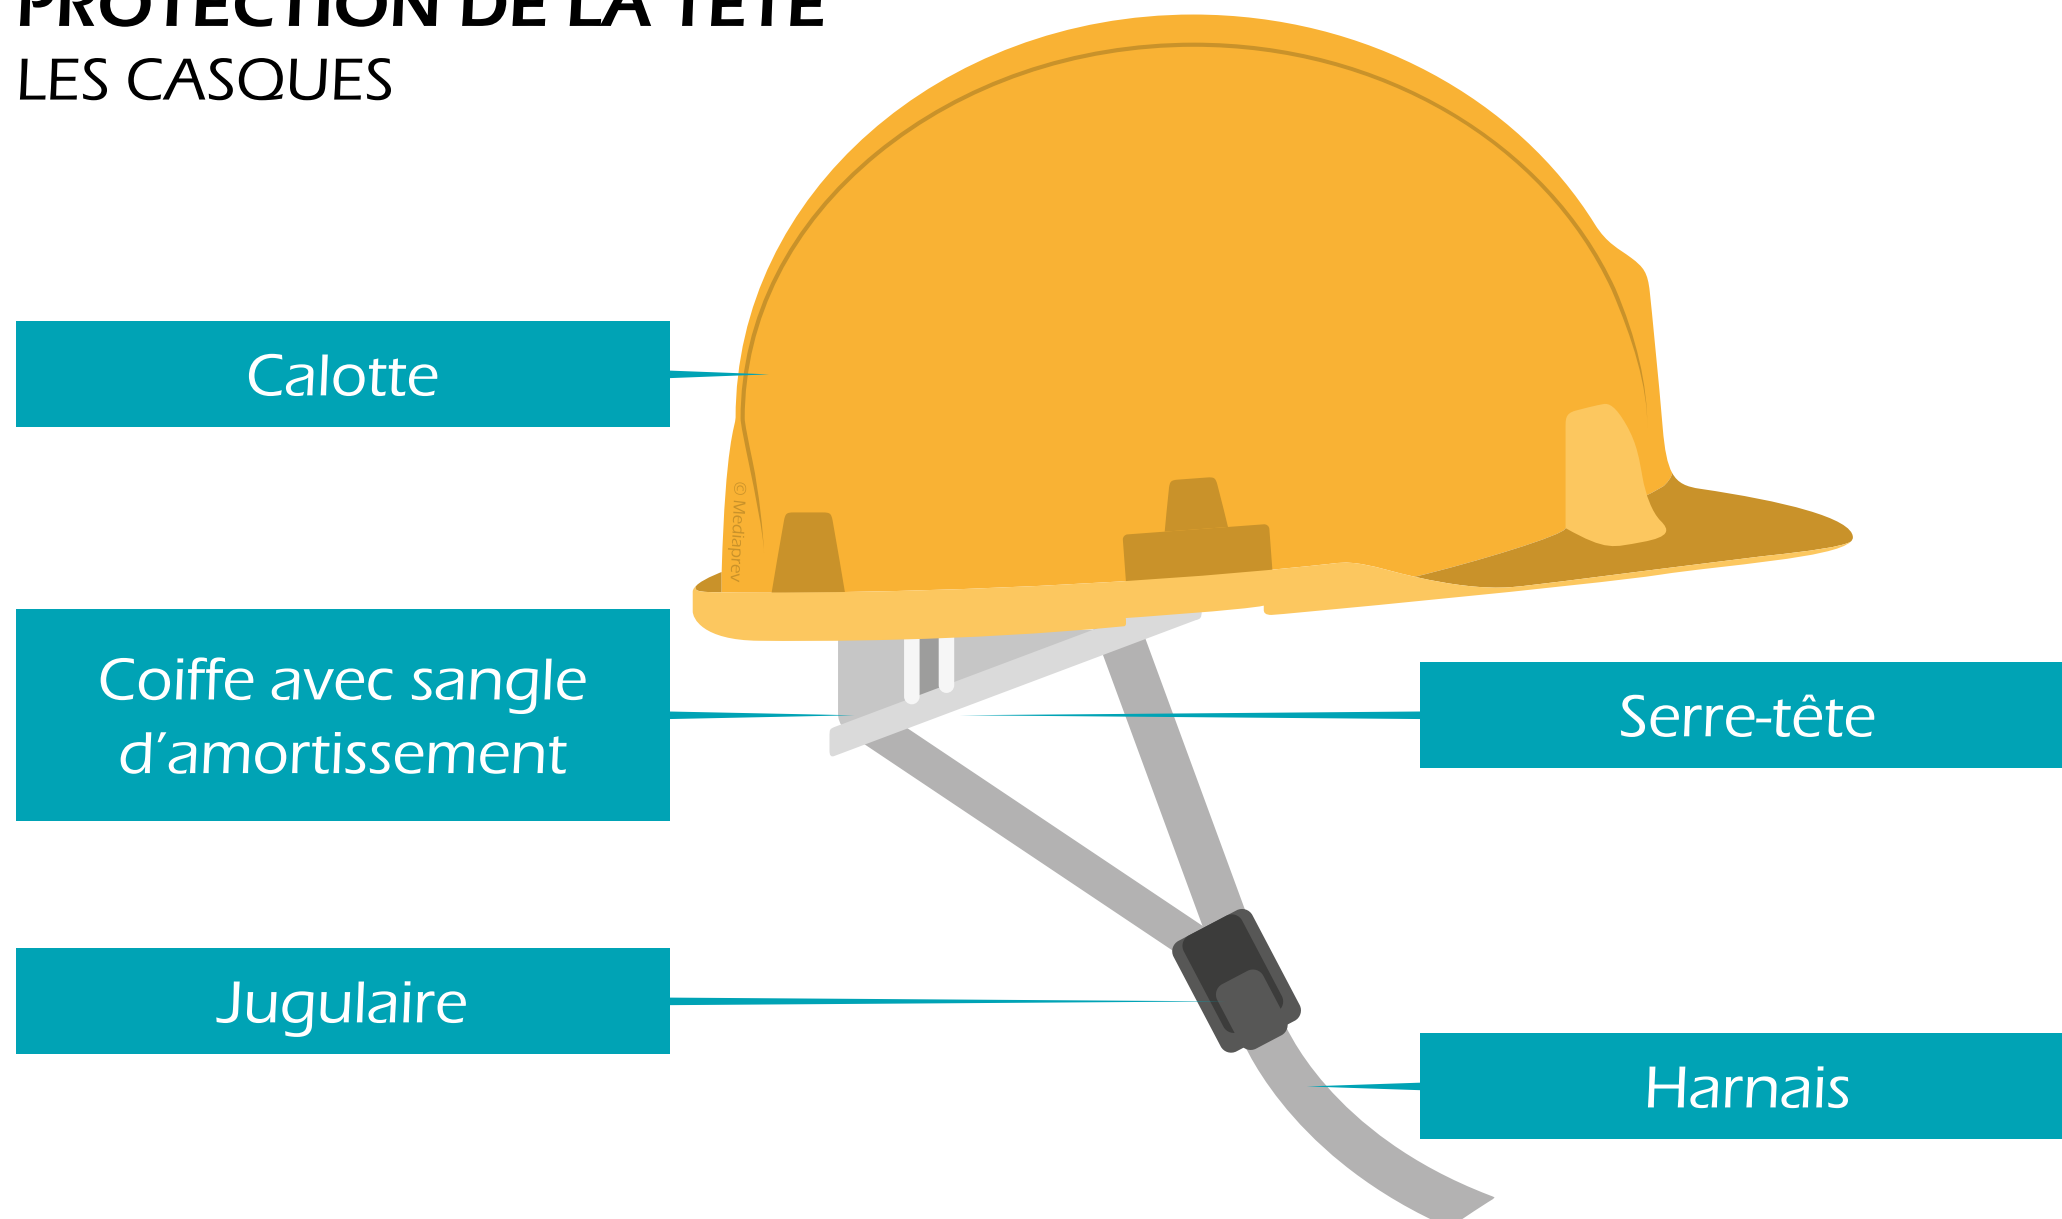 PROTECTION DE LA TÊTE
LES CASQUES
Calotte
© Mediaprev
Coiffe avec sangle
d’amortissement
Serre-tête
Jugulaire
Harnais